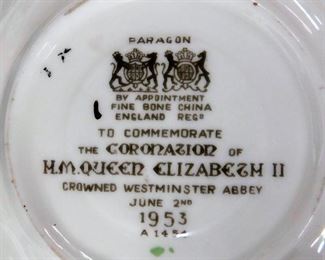 PARAGON
BY APPOINTMENT
FINE BONE CHINA
ENGLAND REGD
TO COMMEMORATE
THE CORONATION OF
H.M.QUEEN ELIZABETH II
CROWNED WESTMINSTER ABBEY
JUNE 2ND
1953